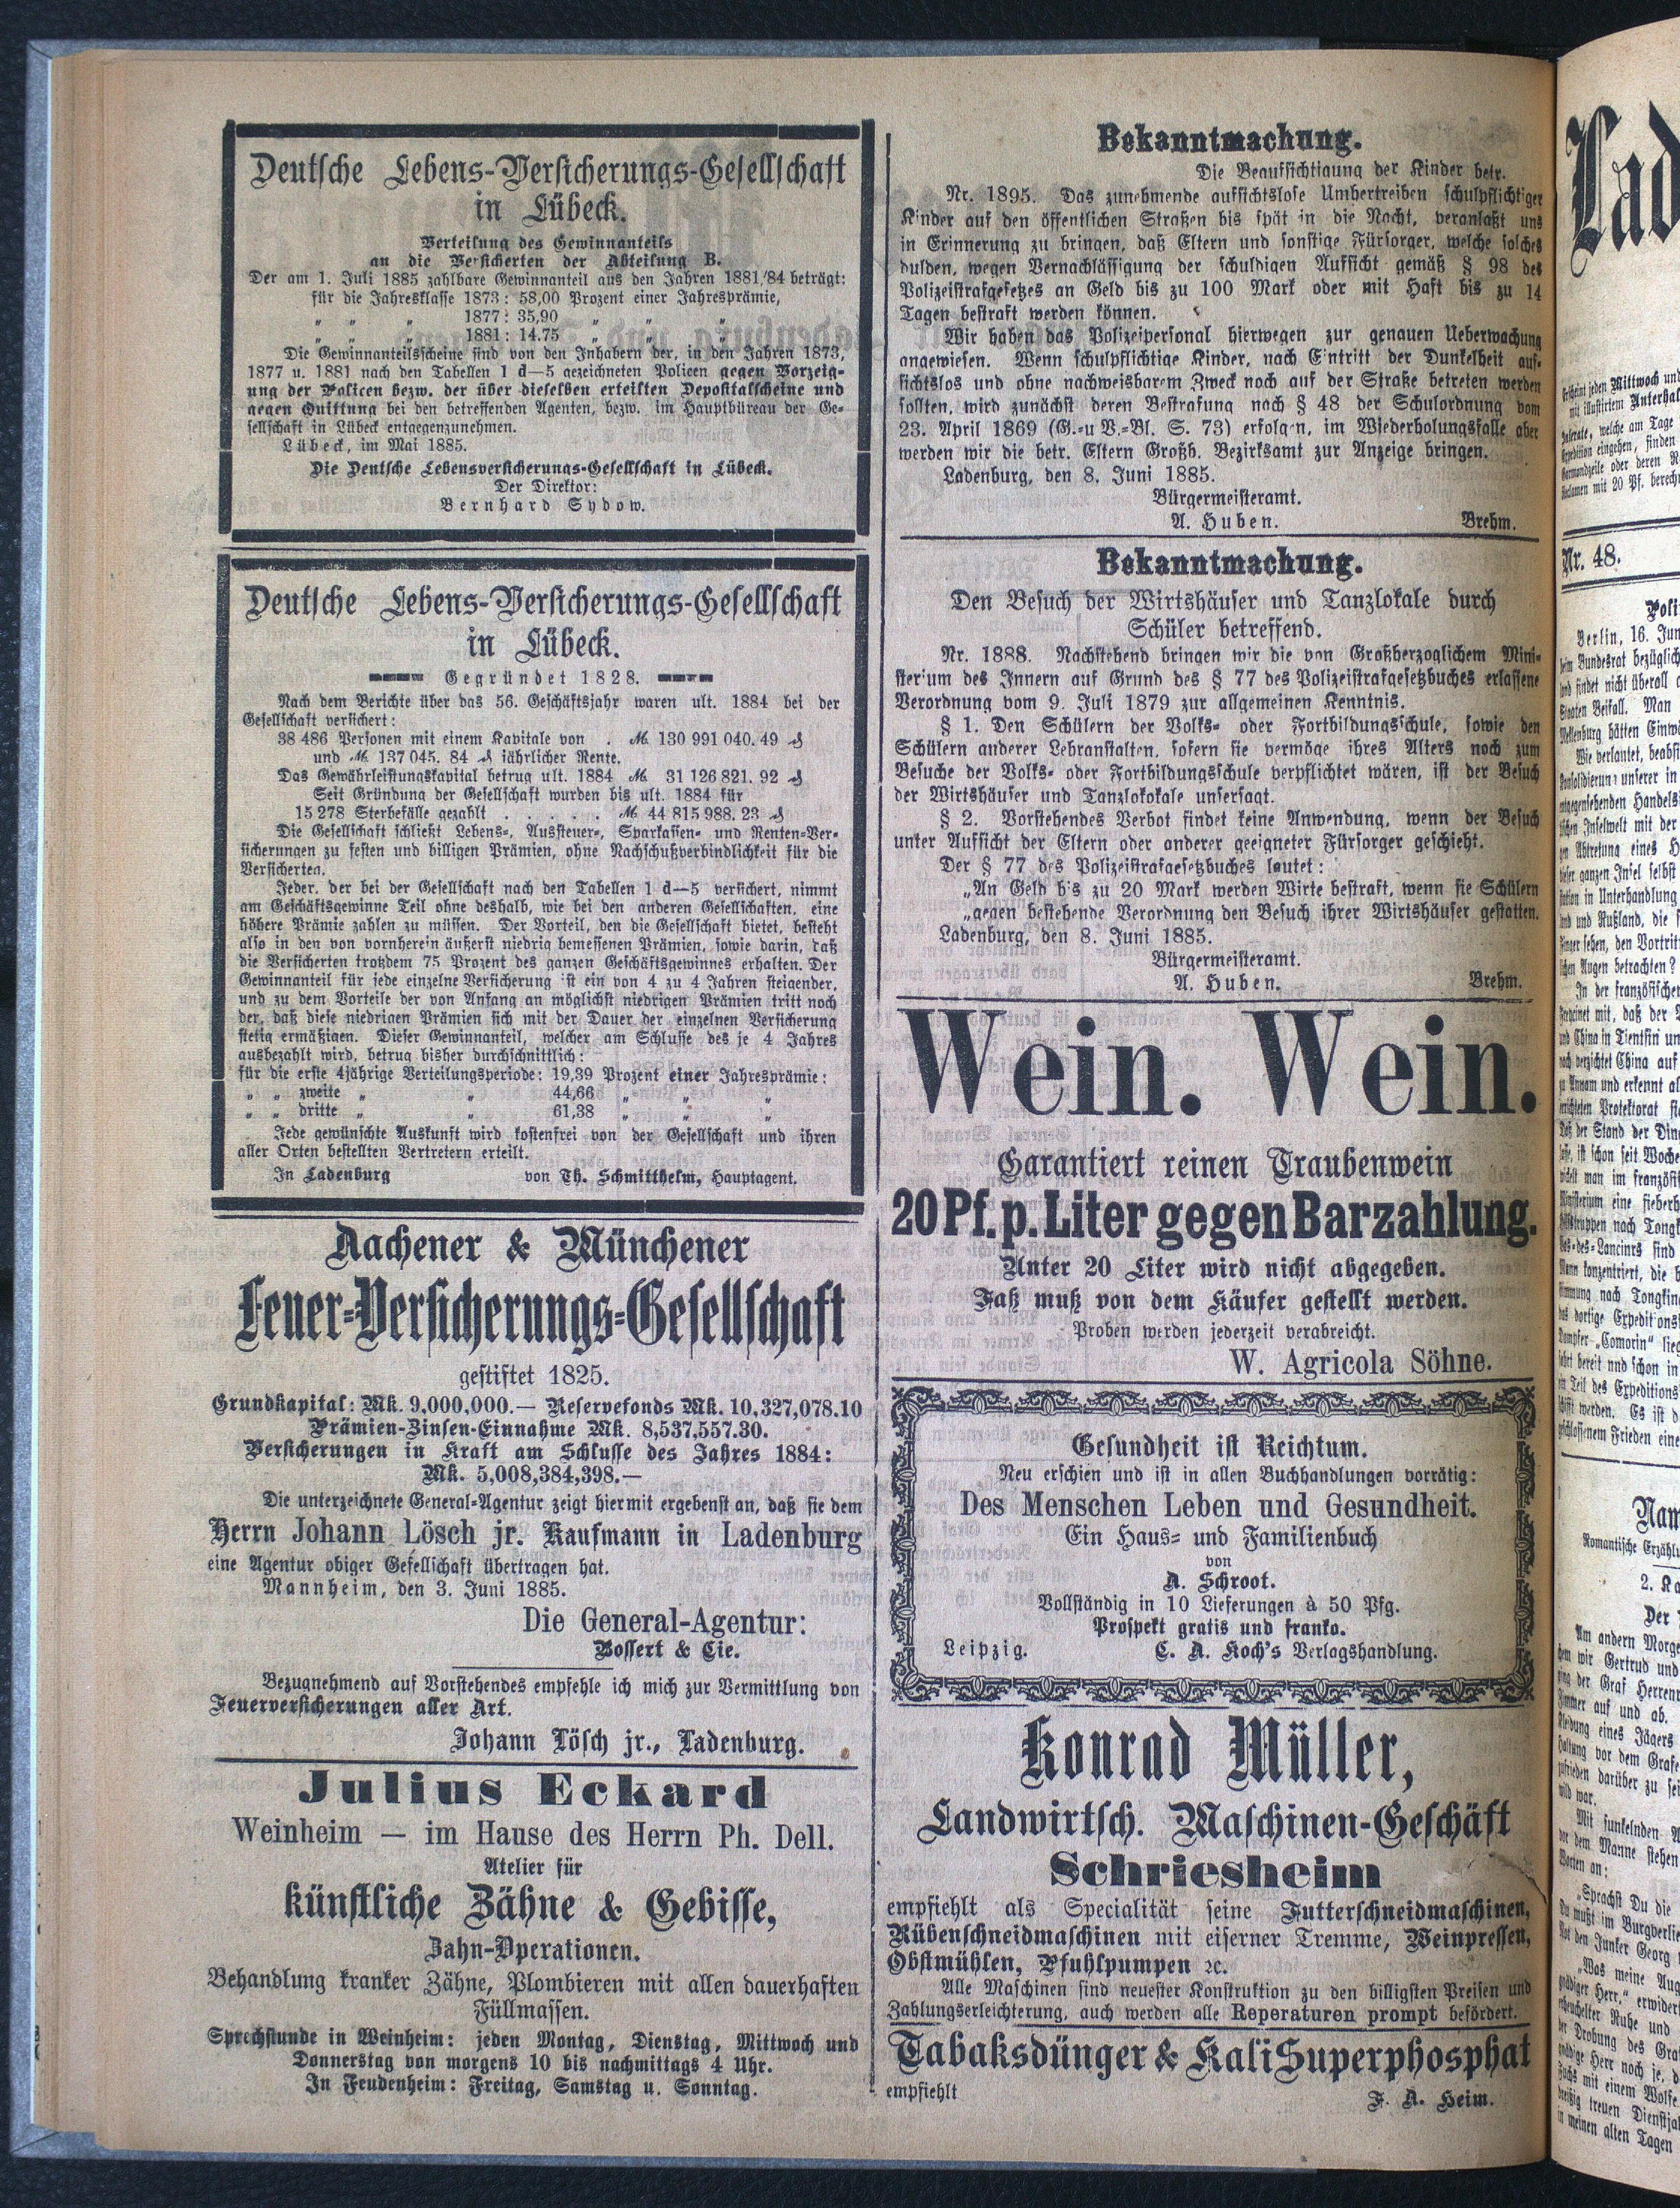 Deutsche Lebens-Versicherungs-Gesellschaft
in Lübeck.
Verteilung des Gewinnanteils
an die Versicherten der Abteilung B.
Der am 1. Juli 1885 zahlbare Gewinnanteil aus den Jahren 1881/84 beträgt:
für die Jahresklasse 1873: 58,00 Prozent einer Jahresprämie,
„ „ „ 1877: 35,90 „ „ „
„ „ „ 1881: 14.75 „ „ „
Die Gewinnanteilsscheine sind von den Inhabern der, in den Jahren 1873,
1877 u. 1881 nach den Tabellen 1 d—5 gezeichneten Policen gegen Vorzeig-
ung der Policen bezw. der über dieselben erteilten Depositalscheine und
gegen Quittung bei den betreffenden Agenten, bezw. im Hauptbüreau der Ge-
sellschaft in Lübeck entgegenzunehmen.
Lübeck, im Mai 1885.
Die Deutsche Lebensversicherungs-Gesellschaft in Lübeck.
Der Direktor:
Bernhard Sydow.
Deutsche Lebens-Versicherungs-Gesellschaft
in Lübeck.
Gegründet 1828.
Nach dem Berichte über das 56. Geschäftsjahr waren ult. 1884 bei der
Gesellschaft versichert:
38 486 Personen mit einem Kapitale von . ℳ 130 991 040. 49 ₰
und ℳ 137 045. 84 ₰ jährlicher Rente.
Das Gewährleistungskapital betrug ult. 1884 ℳ 31 126 821. 92 ₰
Seit Gründung der Gesellschaft wurden bis ult. 1884 für
15 278 Sterbefälle gezahlt . . . . . ℳ 44 815 988. 23 ₰
Die Gesellschaft schließt Lebens-, Aussteuer-, Sparkassen- und Renten-Ver-
sicherungen zu festen und billigen Prämien, ohne Nachschußverbindlichkeit für die
Versicherten.
Jeder. der bei der Gesellschaft nach den Tabellen 1 d—5 versichert, nimmt
am Geschäftsgewinne Teil ohne deshalb, wie bei den anderen Gesellschaften, eine
höhere Prämie zahlen zu müssen. Der Vorteil, den die Gesellschaft bietet, besteht
also in den von vornherein äußerst niedrig bemessenen Prämien, sowie darin, daß
die Versicherten trotzdem 75 Prozent des ganzen Geschäftsgewinnes erhalten. Der
Gewinnanteil für jede einzelne Versicherung ist ein von 4 zu 4 Jahren steigender,
und zu dem Vorteile der von Anfang an möglichst niedrigen Prämien tritt noch
der, daß diese niedrigen Prämien sich mit der Dauer der einzelnen Versicherung
stetig ermäßigen. Dieser Gewinnanteil, welcher am Schlusse des je 4 Jahres
ausbezahlt wird, betrug bisher durchschnittlich:
für die erste 4jährige Verteilungsperiode: 19,39 Prozent einer Jahresprämie:
„ „ zweite „ „ 44,66 „ „ „
„ „ dritte „ „ 61,38 „ „ „
Jede gewünschte Auskunft wird kostenfrei von der Gesellschaft und ihren
aller Orten bestellten Vertretern erteilt.
In Ladenburg von Th. Schmitthelm, Hauptagent.
Aachener & Münchener
Feuer-Versicherungs-Gesellschaft
gestiftet 1825.
Grundkapital: Mk. 9,000,000.— Reservefonds Mk. 10,327,078.10
Prämien-Zinsen-Einnahme Mk. 8,537,557.30.
Versicherungen in Kraft am Schlusse des Jahres 1884:
Mk. 5,008,384,398.—
Die unterzeichnete General-Agentur zeigt hiermit ergebenst an, daß sie dem
Herrn Johann Lösch jr. Kaufmann in Ladenburg
eine Agentur obiger Gesellschaft übertragen hat.
Mannheim, den 3. Juni 1885.
Die General-Agentur:
Bossert & Cie.
Bezugnehmend auf Vorstehendes empfehle ich mich zur Vermittlung von
Feuerversicherungen aller Art.
Johann Lösch jr., Ladenburg.
Julius Eckard
Weinheim — im Hause des Herrn Ph. Dell.
Atelier für
künstliche Zähne & Gebisse,
Zahn-Operationen.
Behandlung kranker Zähne, Plombieren mit allen dauerhaften
Füllmassen.
Sprechstunde in Weinheim: jeden Montag, Dienstag, Mittwoch und
Donnerstag von morgens 10 bis nachmittags 4 Uhr.
In Feudenheim: Freitag, Samstag u. Sonntag.
Bekanntmachung.
Die Beaufsichtigung der Kinder betr.
Nr. 1895. Das zunehmende aufsichtslose Umhertreiben schulpflichtiger
Kinder auf den öffentlichen Straßen bis spät in die Nacht, veranlaßt uns
in Erinnerung zu bringen, daß Eltern und sonstige Fürsorger, welche solches
dulden, wegen Vernachlässigung der schuldigen Aufsicht gemäß § 98 des
Polizeistrafgesetzes an Geld bis zu 100 Mark oder mit Haft bis zu 14
Tagen bestraft werden können.
Wir haben das Polizeipersonal hierwegen zur genauen Ueberwachung
angewiesen. Wenn schulpflichtige Kinder, nach Eintritt der Dunkelheit auf-
sichtslos und ohne nachweisbarem Zweck noch auf der Straße betreten werden
sollten, wird zunächst deren Bestrafung nach § 48 der Schulordnung vom
23. April 1869 (G.-u V.-Bl. S. 73) erfolgen, im Wiederholungsfalle aber
werden wir die betr. Eltern Großh. Bezirksamt zur Anzeige bringen.
Ladenburg, den 8. Juni 1885.
Bürgermeisteramt.
A. Huben. Brehm.
Bekanntmachung.
Den Besuch der Wirtshäuser und Tanzlokale durch
Schüler betreffend.
Nr. 1888. Nachstehend bringen wir die von Großherzoglichem Mini-
sterium des Innern auf Grund des § 77 des Polizeistrafgesetzbuches erlassene
Verordnung vom 9. Juli 1879 zur allgemeinen Kenntnis.
§ 1. Den Schülern der Volks- oder Fortbildungsschule, sowie den
Schülern anderer Lehranstalten, sofern sie vermöge ihres Alters noch zum
Besuche der Volks- oder Fortbildungsschule verpflichtet wären, ist der Besuch
der Wirtshäuser und Tanzlokokale untersagt.
§ 2. Vorstehendes Verbot findet keine Anwendung, wenn der Besuch
unter Aufsicht der Eltern oder anderer geeigneter Fürsorger geschieht.
Der § 77 des Polizeistrafgesetzbuches lautet:
„An Geld bis zu 20 Mark werden Wirte bestraft, wenn sie Schülern
„gegen bestehende Verordnung den Besuch ihrer Wirtshäuser gestatten.
Ladenburg, den 8. Juni 1885.
Bürgermeisteramt.
A. Huben. Brehm.
Wein. Wein.
Garantiert reinen Traubenwein
20 Pf. p. Liter gegen Barzahlung.
Unter 20 Liter wird nicht abgegeben.
Faß muß von dem Käufer gestellt werden.
Proben werden jederzeit verabreicht.
W. Agricola Söhne.
Gesundheit ist Reichtum.
Neu erschien und ist in allen Buchhandlungen vorrätig:
Des Menschen Leben und Gesundheit.
Ein Haus- und Familienbuch
von
A. Schroot.
Vollständig in 10 Lieferungen à 50 Pfg.
Prospekt gratis und franko.
Leipzig. C. A. Koch's Verlagshandlung.
Konrad Müller,
Landwirtsch. Maschinen-Geschäft
Schriesheim
empfiehlt als Specialität seine Futterschneidmaschinen,
Rübenschneidmaschinen mit eiserner Tremme, Weinpressen,
Obstmühlen, Pfuhlpumpen ꝛc.
Alle Maschinen sind neuester Konstruktion zu den billigsten Preisen und
Zahlungserleichterung, auch werden alle Reperaturen prompt befördert.
Tabaksdünger & KaliSuperphosphat
empfiehlt
F. A. Heim.
Lad
Nr. 48.
Berlin, 16. Jun